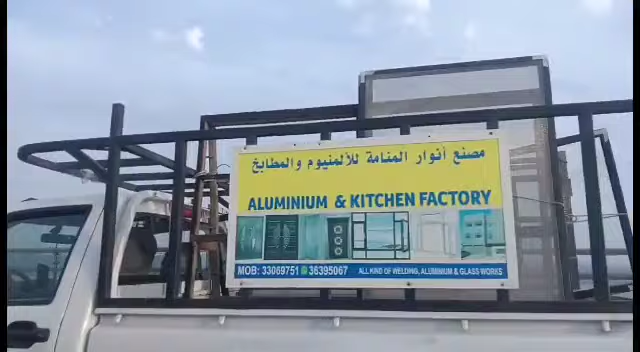 مصنع أنوار المنامة للألمنيوم والمطابخ
ALUMINIUM & KITCHEN FACTORY
MOB: 33069751 36395067 ALL KIND OF WELDING, ALUMINIUM & GLASS WORKS